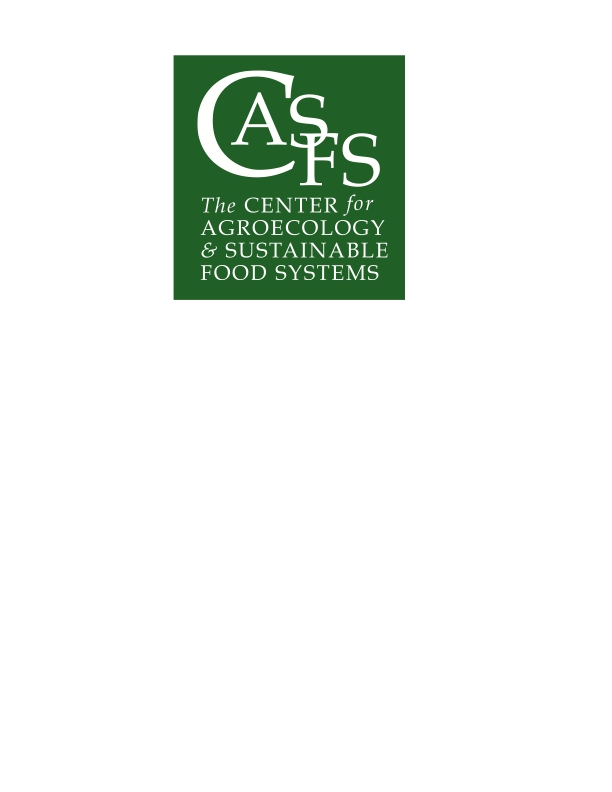 CASFS
The CENTER for
AGROECOLOGY
& SUSTAINABLE
FOOD SYSTEMS